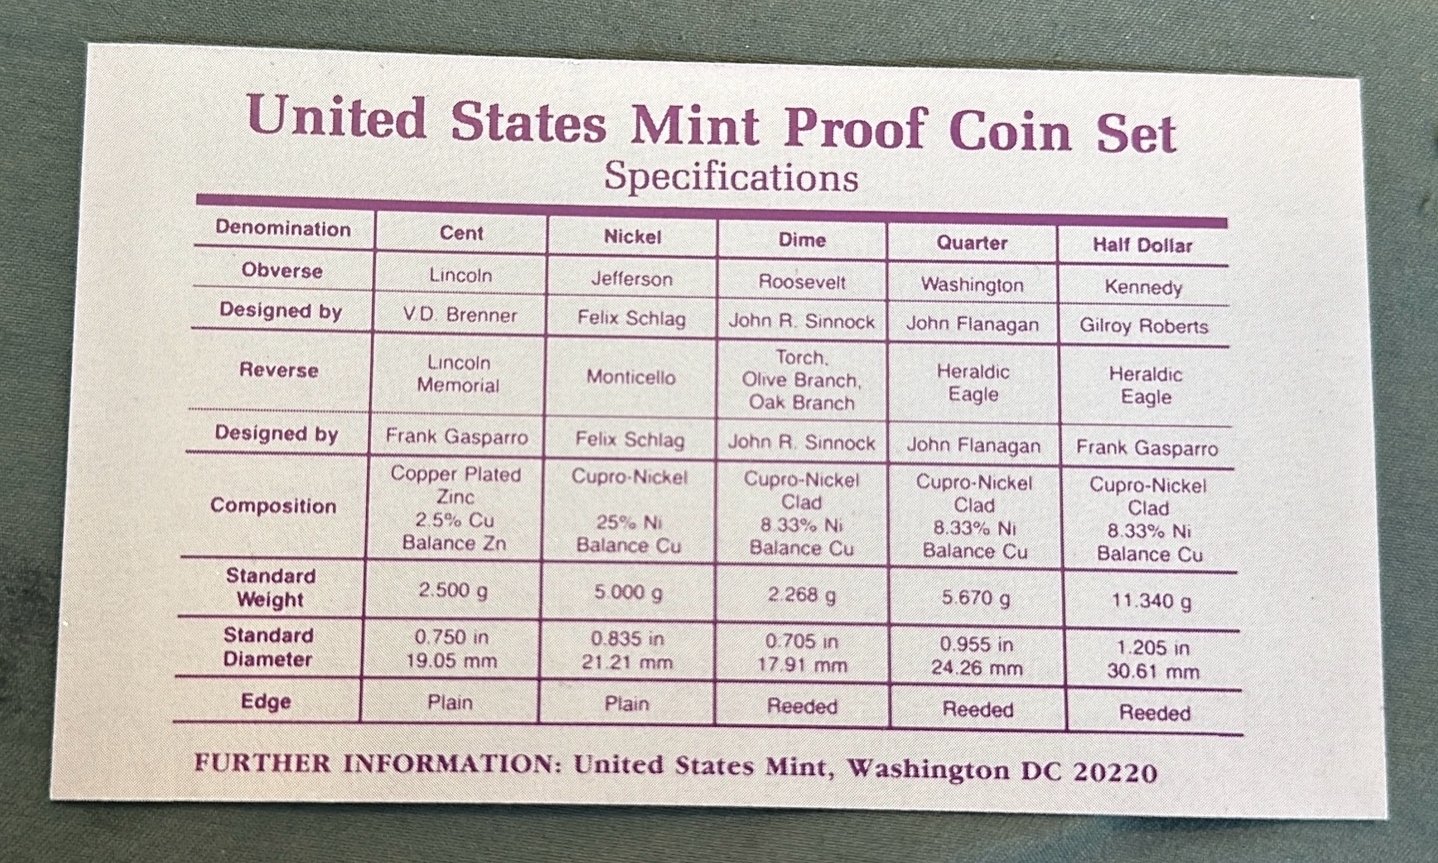 United States Mint Proof Coin Set
Specifications
Denomination Cent Nickel Dime Quarter Half Dollar
Obverse Lincoln Jefferson Roosevelt Washington Kennedy
Designed by V.D. Brenner Felix Schlag John R. Sinnock John Flanagan Gilroy Roberts
Reverse Lincoln Memorial Monticello Torch, Olive Branch, Oak Branch Heraldic Eagle Heraldic Eagle
Designed by Frank Gasparro Felix Schlag John R. Sinnock John Flanagan Frank Gasparro
Composition Copper Plated Zinc 2.5% Cu Balance Zn Cupro-Nickel 25% Ni Balance Cu Cupro-Nickel Clad 8.33% Ni Balance Cu Cupro-Nickel Clad 8.33% Ni Balance Cu Cupro-Nickel Clad 8.33% Ni Balance Cu
Standard Weight 2.500 g 5.000 g 2.268 g 5.670 g 11.340 g
Standard Diameter 0.750 in 19.05 mm 0.835 in 21.21 mm 0.705 in 17.91 mm 0.955 in 24.26 mm 1.205 in 30.61 mm
Edge Plain Plain Reeded Reeded Reeded
FURTHER INFORMATION: United States Mint, Washington DC 20220